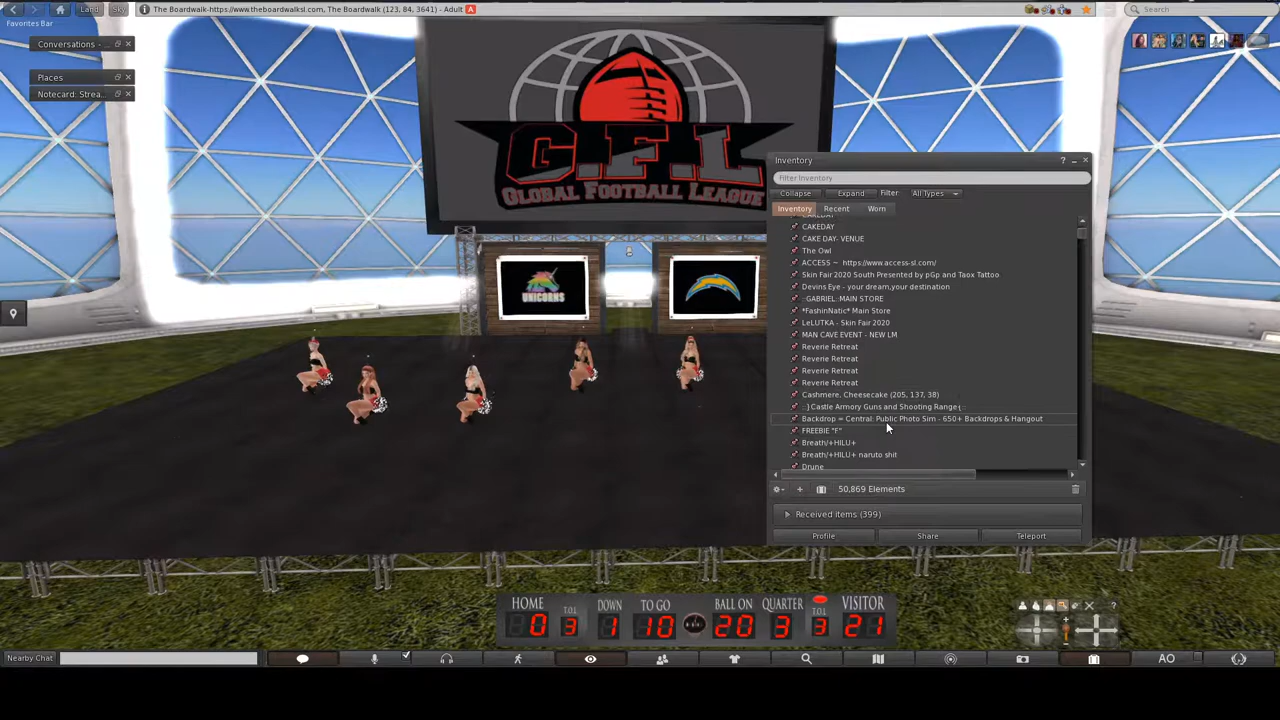 Land
Sky
The Boardwalk-https://www.theboardwalksl.com, The Boardwalk (123, 84, 3641) - Adult A
Search
Favorites Bar
Conversations - ...
Places
Notecard: Strea...
G.F.L
GLOBAL FOOTBALL LEAGUE
UNICORNS
Inventory
?
Filter Inventory
Collapse
Expand
Filter:
All Types
Inventory
Recent
Worn
CAKEDAY
CAKEDAY
CAKE DAY- VENUE
The Owl
ACCESS ~ https://www.access-sl.com/
Skin Fair 2020 South Presented by pGp and Taox Tattoo
Devins Eye - your dream,your destination
::GABRIEL::MAIN STORE
*FashinNatic* Main Store
LeLUTKA - Skin Fair 2020
MAN CAVE EVENT - NEW LM
Reverie Retreat
Reverie Retreat
Reverie Retreat
Reverie Retreat
Cashmere, Cheesecake (205, 137, 38)
::}Castle Armory Guns and Shooting Range{::
Backdrop = Central: Public Photo Sim - 650+ Backdrops & Hangout
FREEBIE "F"
Breath/+HILU+
Breath/+HILU+ naruto shit
Drune
50,869 Elements
Received items (399)
Profile
Share
Teleport
HOME
0
T.O.L
3
DOWN
1
TO GO
10
BALL ON
20
QUARTER
3
T.O.L
3
VISITOR
21
?
Nearby Chat
AO